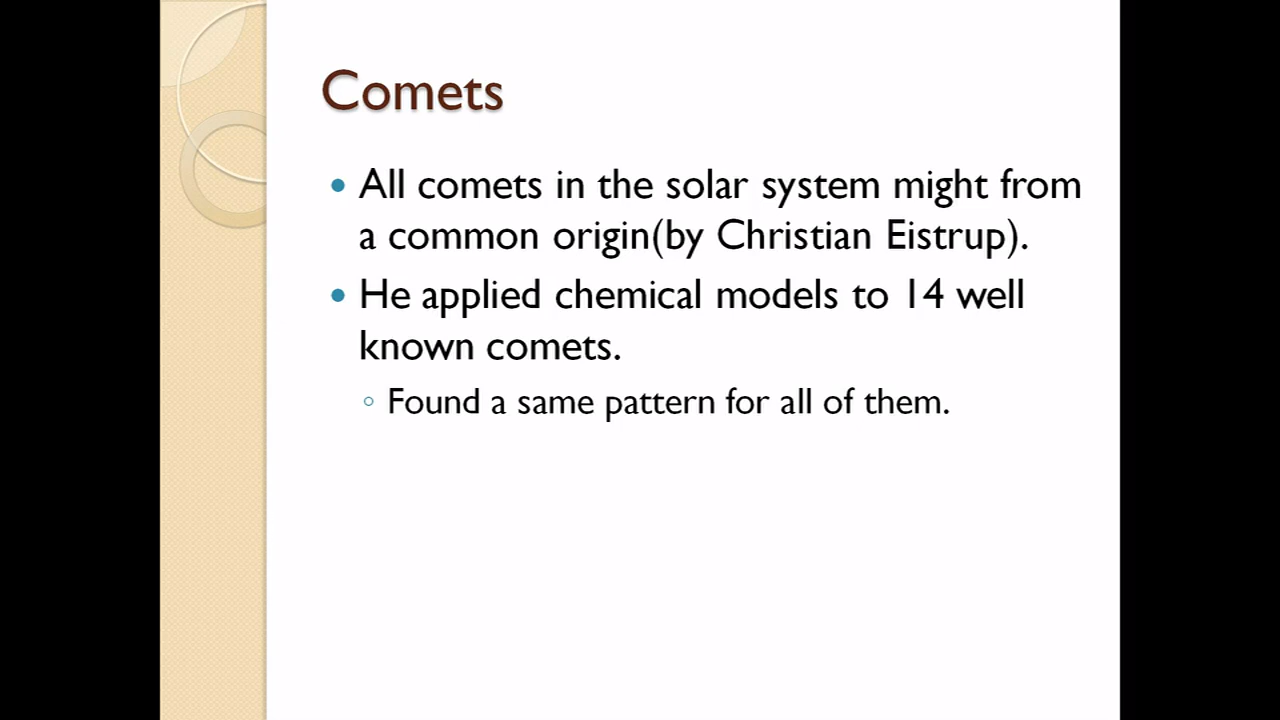 Comets
• All comets in the solar system might from
a common origin(by Christian Eistrup).
• He applied chemical models to 14 well
known comets.
◦ Found a same pattern for all of them.